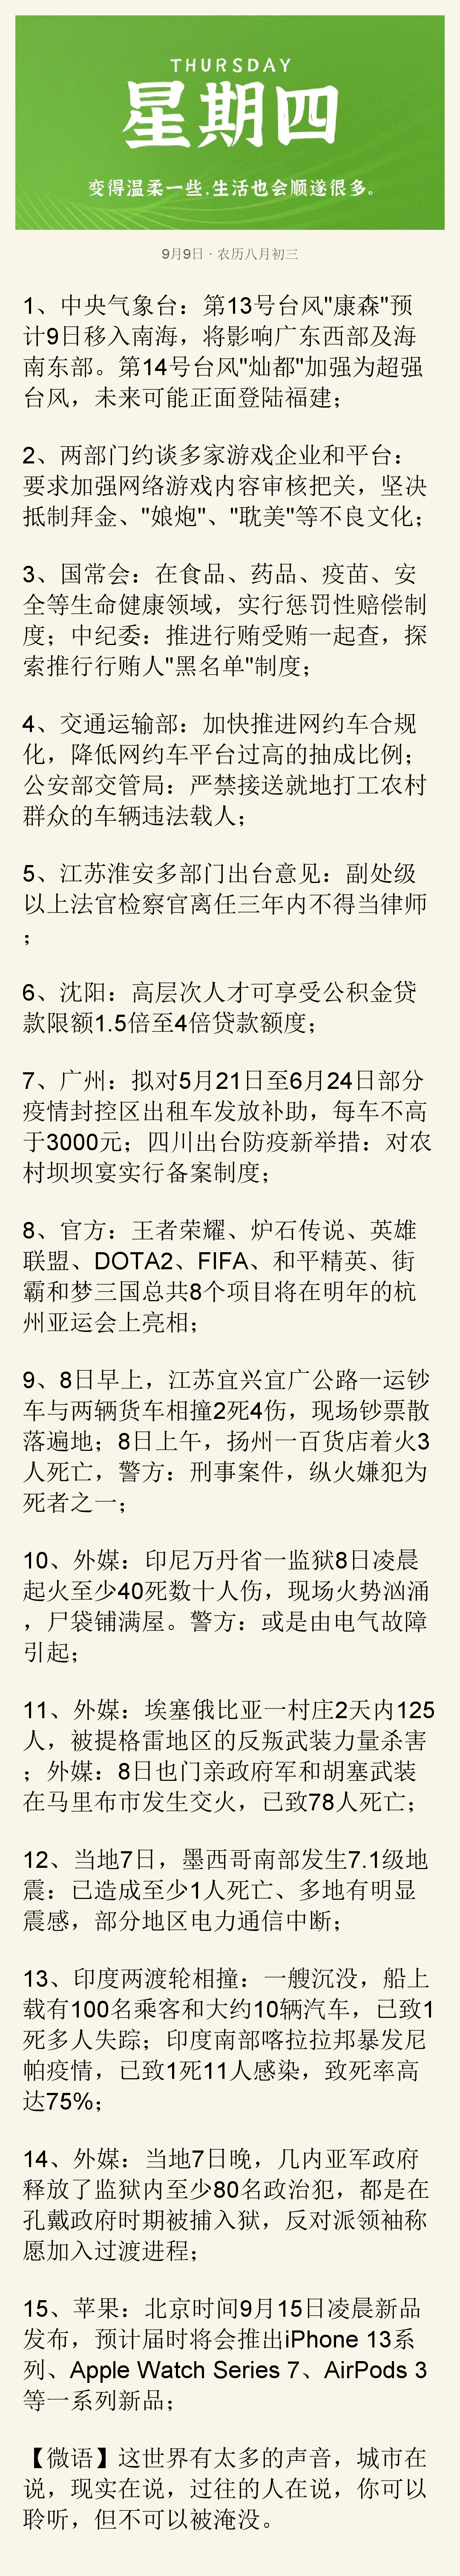 THURSDAY
星期四
变得温柔一些,生活也会顺遂很多。
9月9日 · 农历八月初三
1、中央气象台：第13号台风"康森"预
计9日移入南海，将影响广东西部及海
南东部。第14号台风"灿都"加强为超强
台风，未来可能正面登陆福建；
2、两部门约谈多家游戏企业和平台：
要求加强网络游戏内容审核把关，坚决
抵制拜金、"娘炮"、"耽美"等不良文化；
3、国常会：在食品、药品、疫苗、安
全等生命健康领域，实行惩罚性赔偿制
度；中纪委：推进行贿受贿一起查，探
索推行行贿人"黑名单"制度；
4、交通运输部：加快推进网约车合规
化，降低网约车平台过高的抽成比例；
公安部交管局：严禁接送就地打工农村
群众的车辆违法载人；
5、江苏淮安多部门出台意见：副处级
以上法官检察官离任三年内不得当律师
；
6、沈阳：高层次人才可享受公积金贷
款限额1.5倍至4倍贷款额度；
7、广州：拟对5月21日至6月24日部分
疫情封控区出租车发放补助，每车不高
于3000元；四川出台防疫新举措：对农
村坝坝宴实行备案制度；
8、官方：王者荣耀、炉石传说、英雄
联盟、DOTA2、FIFA、和平精英、街
霸和梦三国总共8个项目将在明年的杭
州亚运会上亮相；
9、8日早上，江苏宜兴宜广公路一运钞
车与两辆货车相撞2死4伤，现场钞票散
落遍地；8日上午，扬州一百货店着火3
人死亡，警方：刑事案件，纵火嫌犯为
死者之一；
10、外媒：印尼万丹省一监狱8日凌晨
起火至少40死数十人伤，现场火势汹涌
，尸袋铺满屋。警方：或是由电气故障
引起；
11、外媒：埃塞俄比亚一村庄2天内125
人，被提格雷地区的反叛武装力量杀害
；外媒：8日也门亲政府军和胡塞武装
在马里布市发生交火，已致78人死亡；
12、当地7日，墨西哥南部发生7.1级地
震：已造成至少1人死亡、多地有明显
震感，部分地区电力通信中断；
13、印度两渡轮相撞：一艘沉没，船上
载有100名乘客和大约10辆汽车，已致1
死多人失踪；印度南部喀拉拉邦暴发尼
帕疫情，已致1死11人感染，致死率高
达75%；
14、外媒：当地7日晚，几内亚军政府
释放了监狱内至少80名政治犯，都是在
孔戴政府时期被捕入狱，反对派领袖称
愿加入过渡进程；
15、苹果：北京时间9月15日凌晨新品
发布，预计届时将会推出iPhone 13系
列、Apple Watch Series 7、AirPods 3
等一系列新品；
【微语】这世界有太多的声音，城市在
说，现实在说，过往的人在说，你可以
聆听，但不可以被淹没。